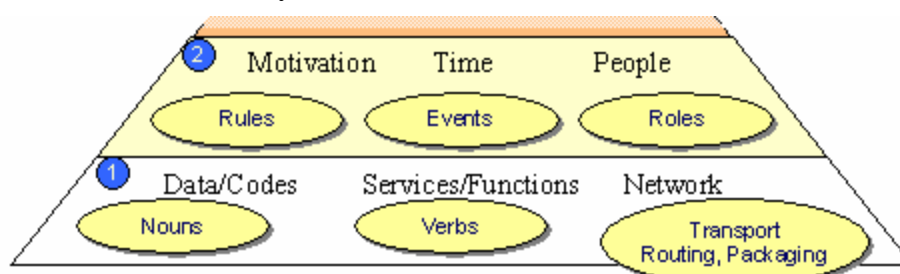 2
Motivation Time People
Rules Events Roles
1
Data/Codes Services/Functions Network
Nouns Verbs Transport
Routing, Packaging